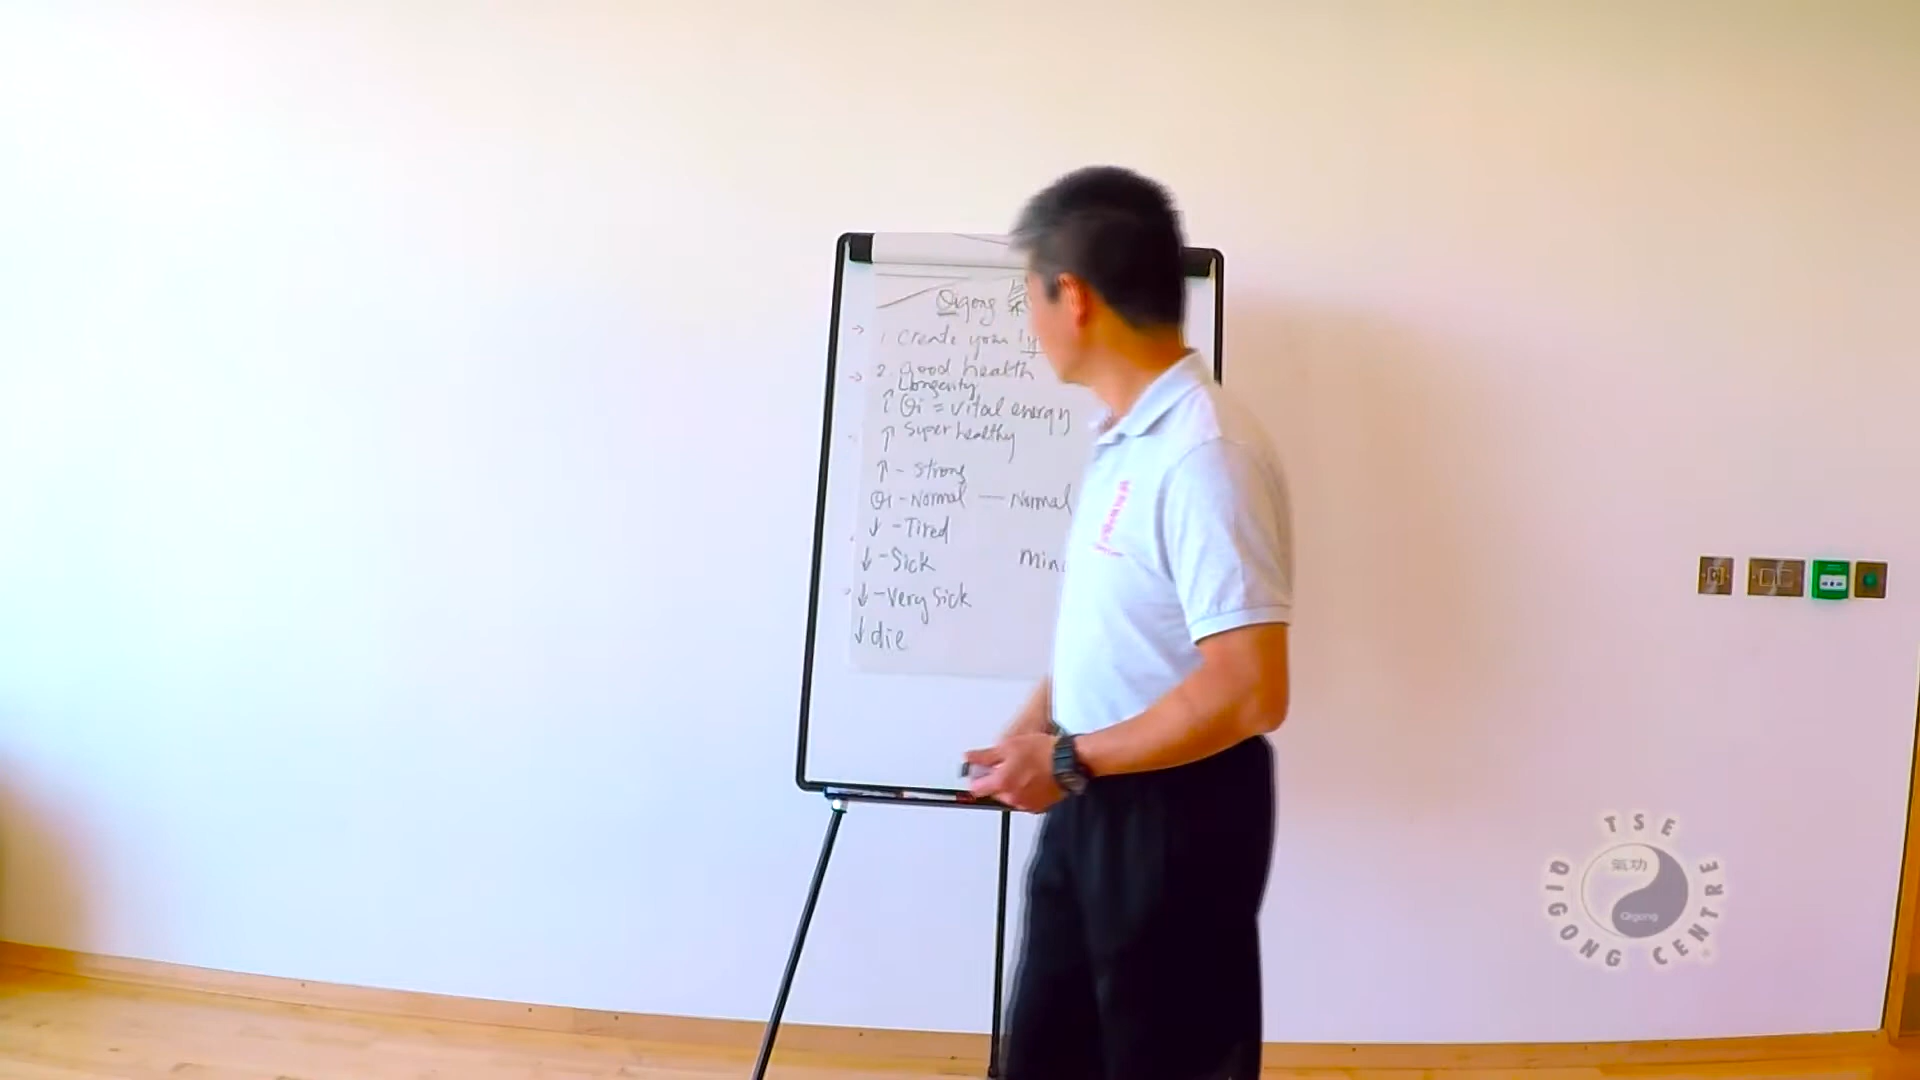 Qigong
1. Create your
2. good health
Longevity
↑ Qi = vital energy
↑ Super healthy
↑ - Strong
Qi - Normal — Normal
↓ - Tired
↓ - Sick
↓ - Very Sick
↓ die
TSE
QIGONG CENTRE
氣功
Qigong